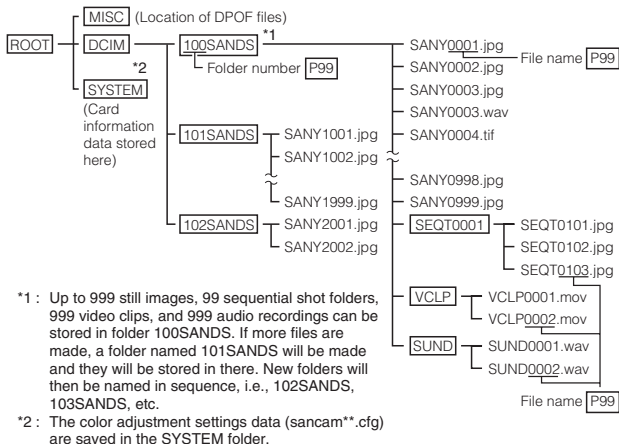 MISC (Location of DPOF files)
ROOT
DCIM
100SANDS *1
Folder number P99
*2
SYSTEM
(Card
information
data stored
here)
101SANDS
SANY1001.jpg
SANY1002.jpg
SANY1999.jpg
102SANDS
SANY2001.jpg
SANY2002.jpg
SANY0001.jpg
File name P99
SANY0002.jpg
SANY0003.jpg
SANY0003.wav
SANY0004.tif
SANY0998.jpg
SANY0999.jpg
SEQT0001
SEQT0101.jpg
SEQT0102.jpg
SEQT0103.jpg
VCLP
VCLP0001.mov
VCLP0002.mov
SUND
SUND0001.wav
SUND0002.wav
File name P99
*1 : Up to 999 still images, 99 sequential shot folders,
999 video clips, and 999 audio recordings can be
stored in folder 100SANDS. If more files are
made, a folder named 101SANDS will be made
and they will be stored in there. New folders will
then be named in sequence, i.e., 102SANDS,
103SANDS, etc.
*2 : The color adjustment settings data (sancam**.cfg)
are saved in the SYSTEM folder.